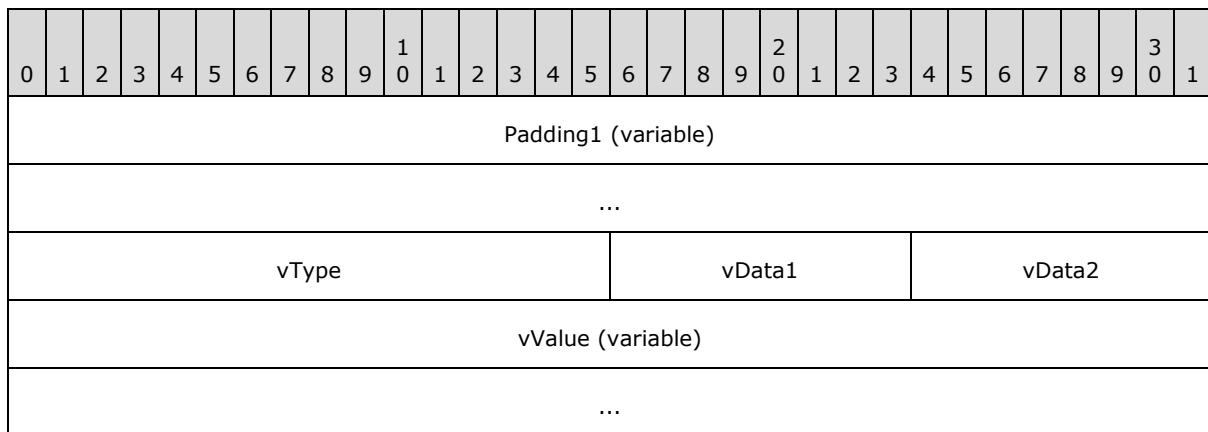 1 2 3
0 1 2 3 4 5 6 7 8 9 0 1 2 3 4 5 6 7 8 9 0 1 2 3 4 5 6 7 8 9 0 1
Padding1 (variable)
...
vType vData1 vData2
vValue (variable)
...